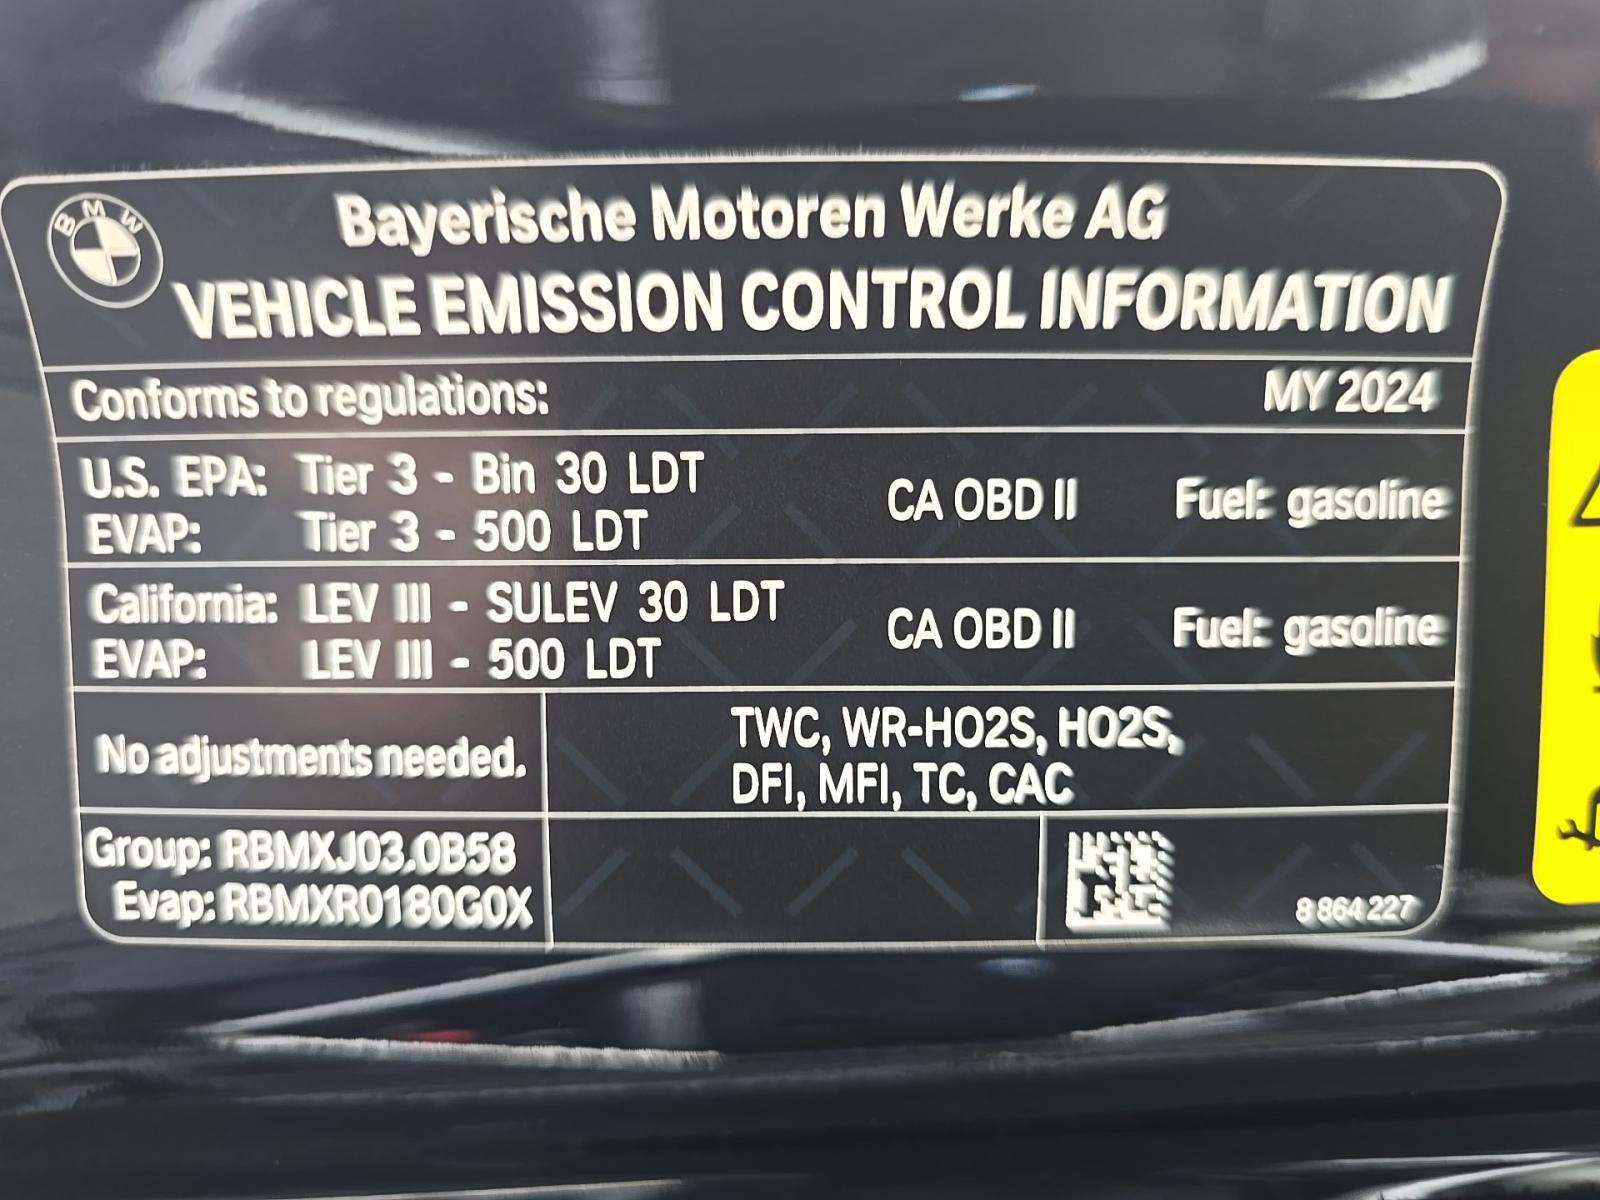 BMW
Bayerische Motoren Werke AG
VEHICLE EMISSION CONTROL INFORMATION
Conforms to regulations: MY 2024
U.S. EPA: Tier 3 - Bin 30 LDT
EVAP: Tier 3 - 500 LDT
CA OBD II Fuel: gasoline
California: LEV III - SULEV 30 LDT
EVAP: LEV III - 500 LDT
CA OBD II Fuel: gasoline
No adjustments needed.
TWC, WR-HO2S, HO2S,
DFI, MFI, TC, CAC
Group: RBMXJ03.0B58
Evap: RBMXR0180G0X
8 864 227